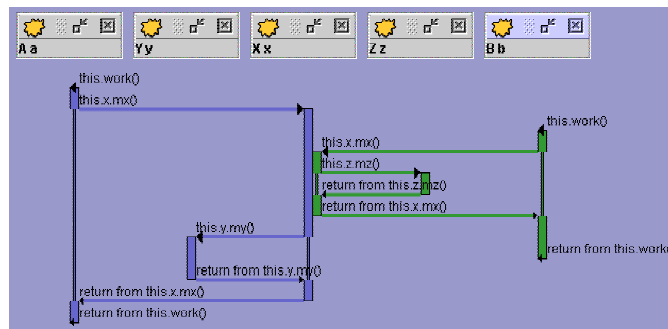 Aa
Yy
Xx
Zz
Bb
this.work()
this.x.mx()
this.work()
this.x.mx()
this.z.mz()
return from this.z.mz()
return from this.x.mx()
this.y.my()
return from this.work
return from this.y.my()
return from this.x.mx()
return from this.work()